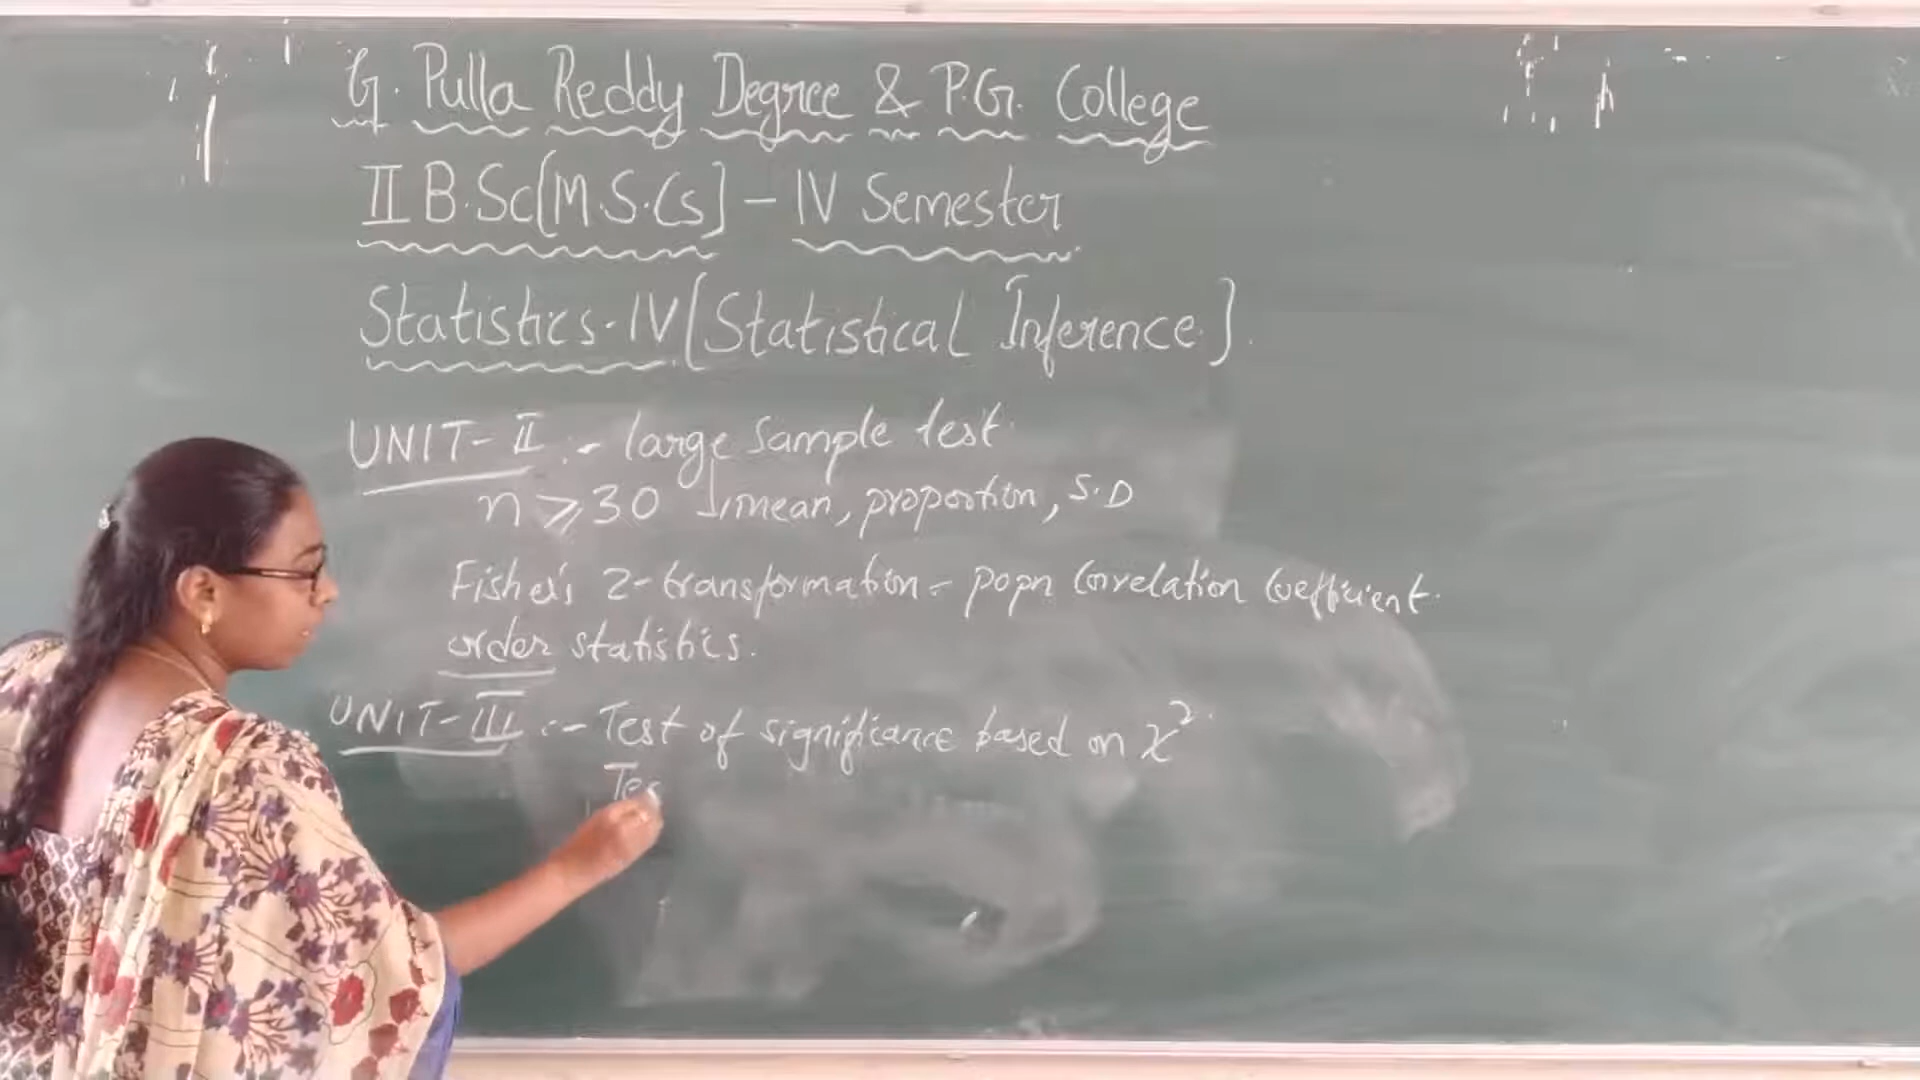 G. Pulla Reddy Degree & P.G. College
II B.Sc[M.S.Cs] - IV Semester
Statistics-IV [Statistical Inference].
UNIT-II :- large sample test.
n ⩾ 30 ↳ mean, proportion, S.D
Fisher's Z-transformation - popn correlation coefficient.
order statistics.
UNIT-III :- Test of significance based on χ².
Tes